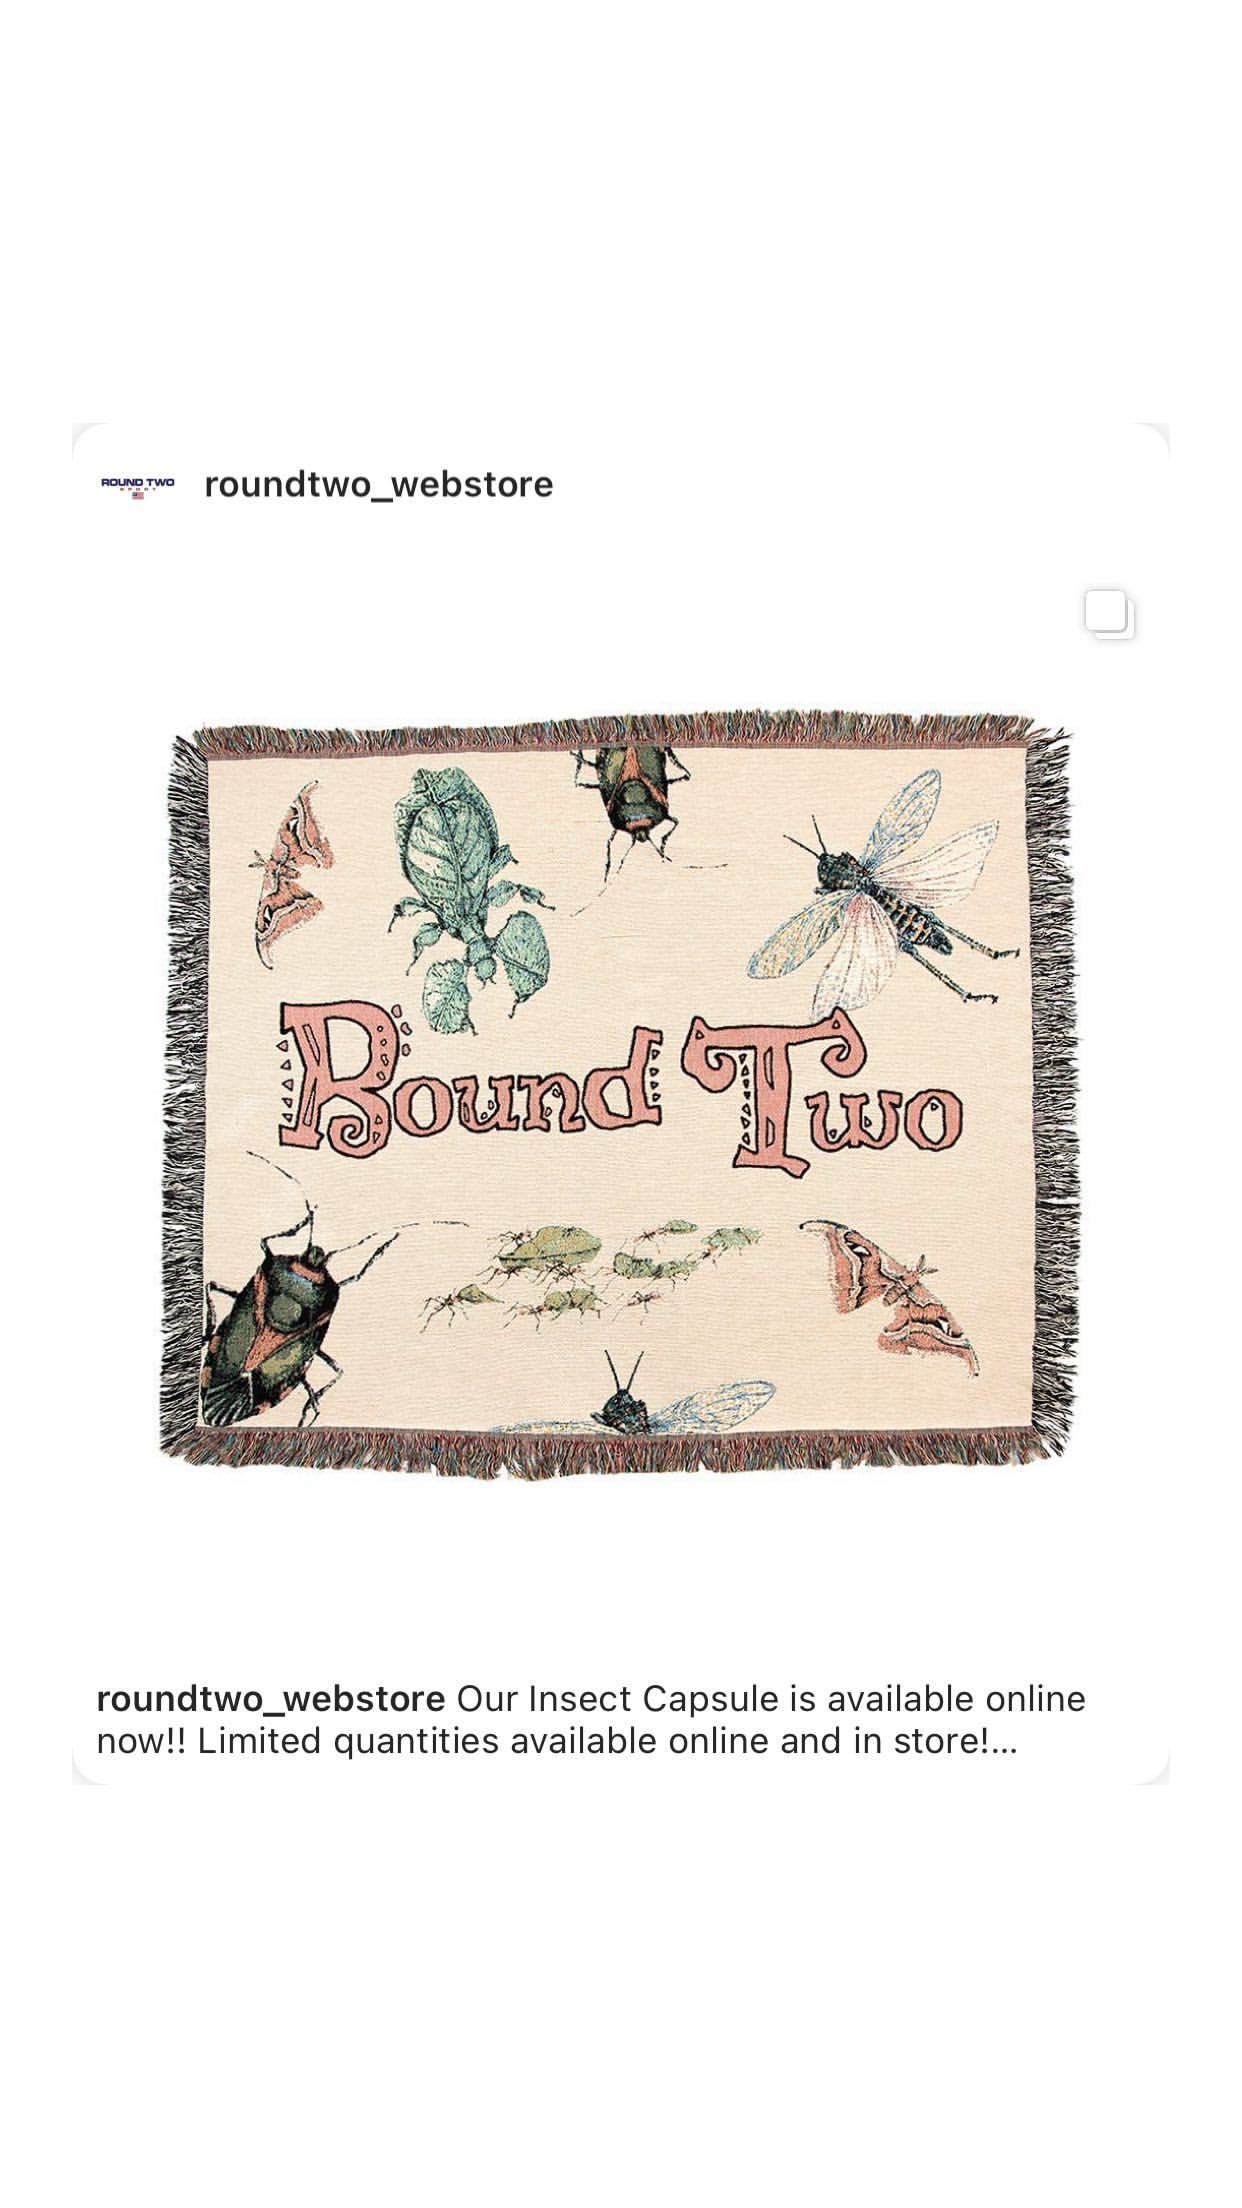 ROUND TWO
SPORT
roundtwo_webstore
Round Two
roundtwo_webstore Our Insect Capsule is available online
now!! Limited quantities available online and in store!...